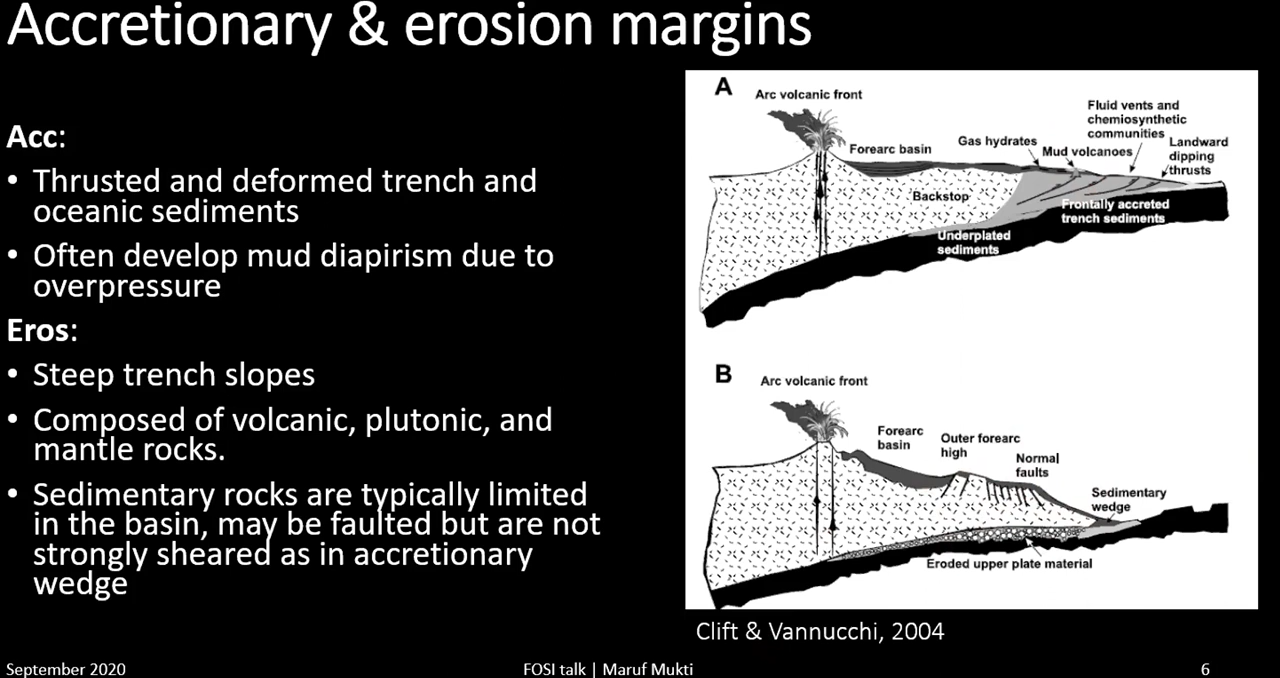 Accretionary & erosion margins
Acc:
• Thrusted and deformed trench and
oceanic sediments
• Often develop mud diapirism due to
overpressure
Eros:
• Steep trench slopes
• Composed of volcanic, plutonic, and
mantle rocks.
• Sedimentary rocks are typically limited
in the basin, may be faulted but are not
strongly sheared as in accretionary
wedge
A
Arc volcanic front
Forearc basin
Gas hydrates
Mud volcanoes
Fluid vents and
chemiosynthetic
communities
Landward
dipping
thrusts
Backstop
Frontally accreted
trench sediments
Underplated
sediments
B
Arc volcanic front
Forearc
basin
Outer forearc
high
Normal
faults
Sedimentary
wedge
Eroded upper plate material
Clift & Vannucchi, 2004
September 2020
FOSI talk | Maruf Mukti
6